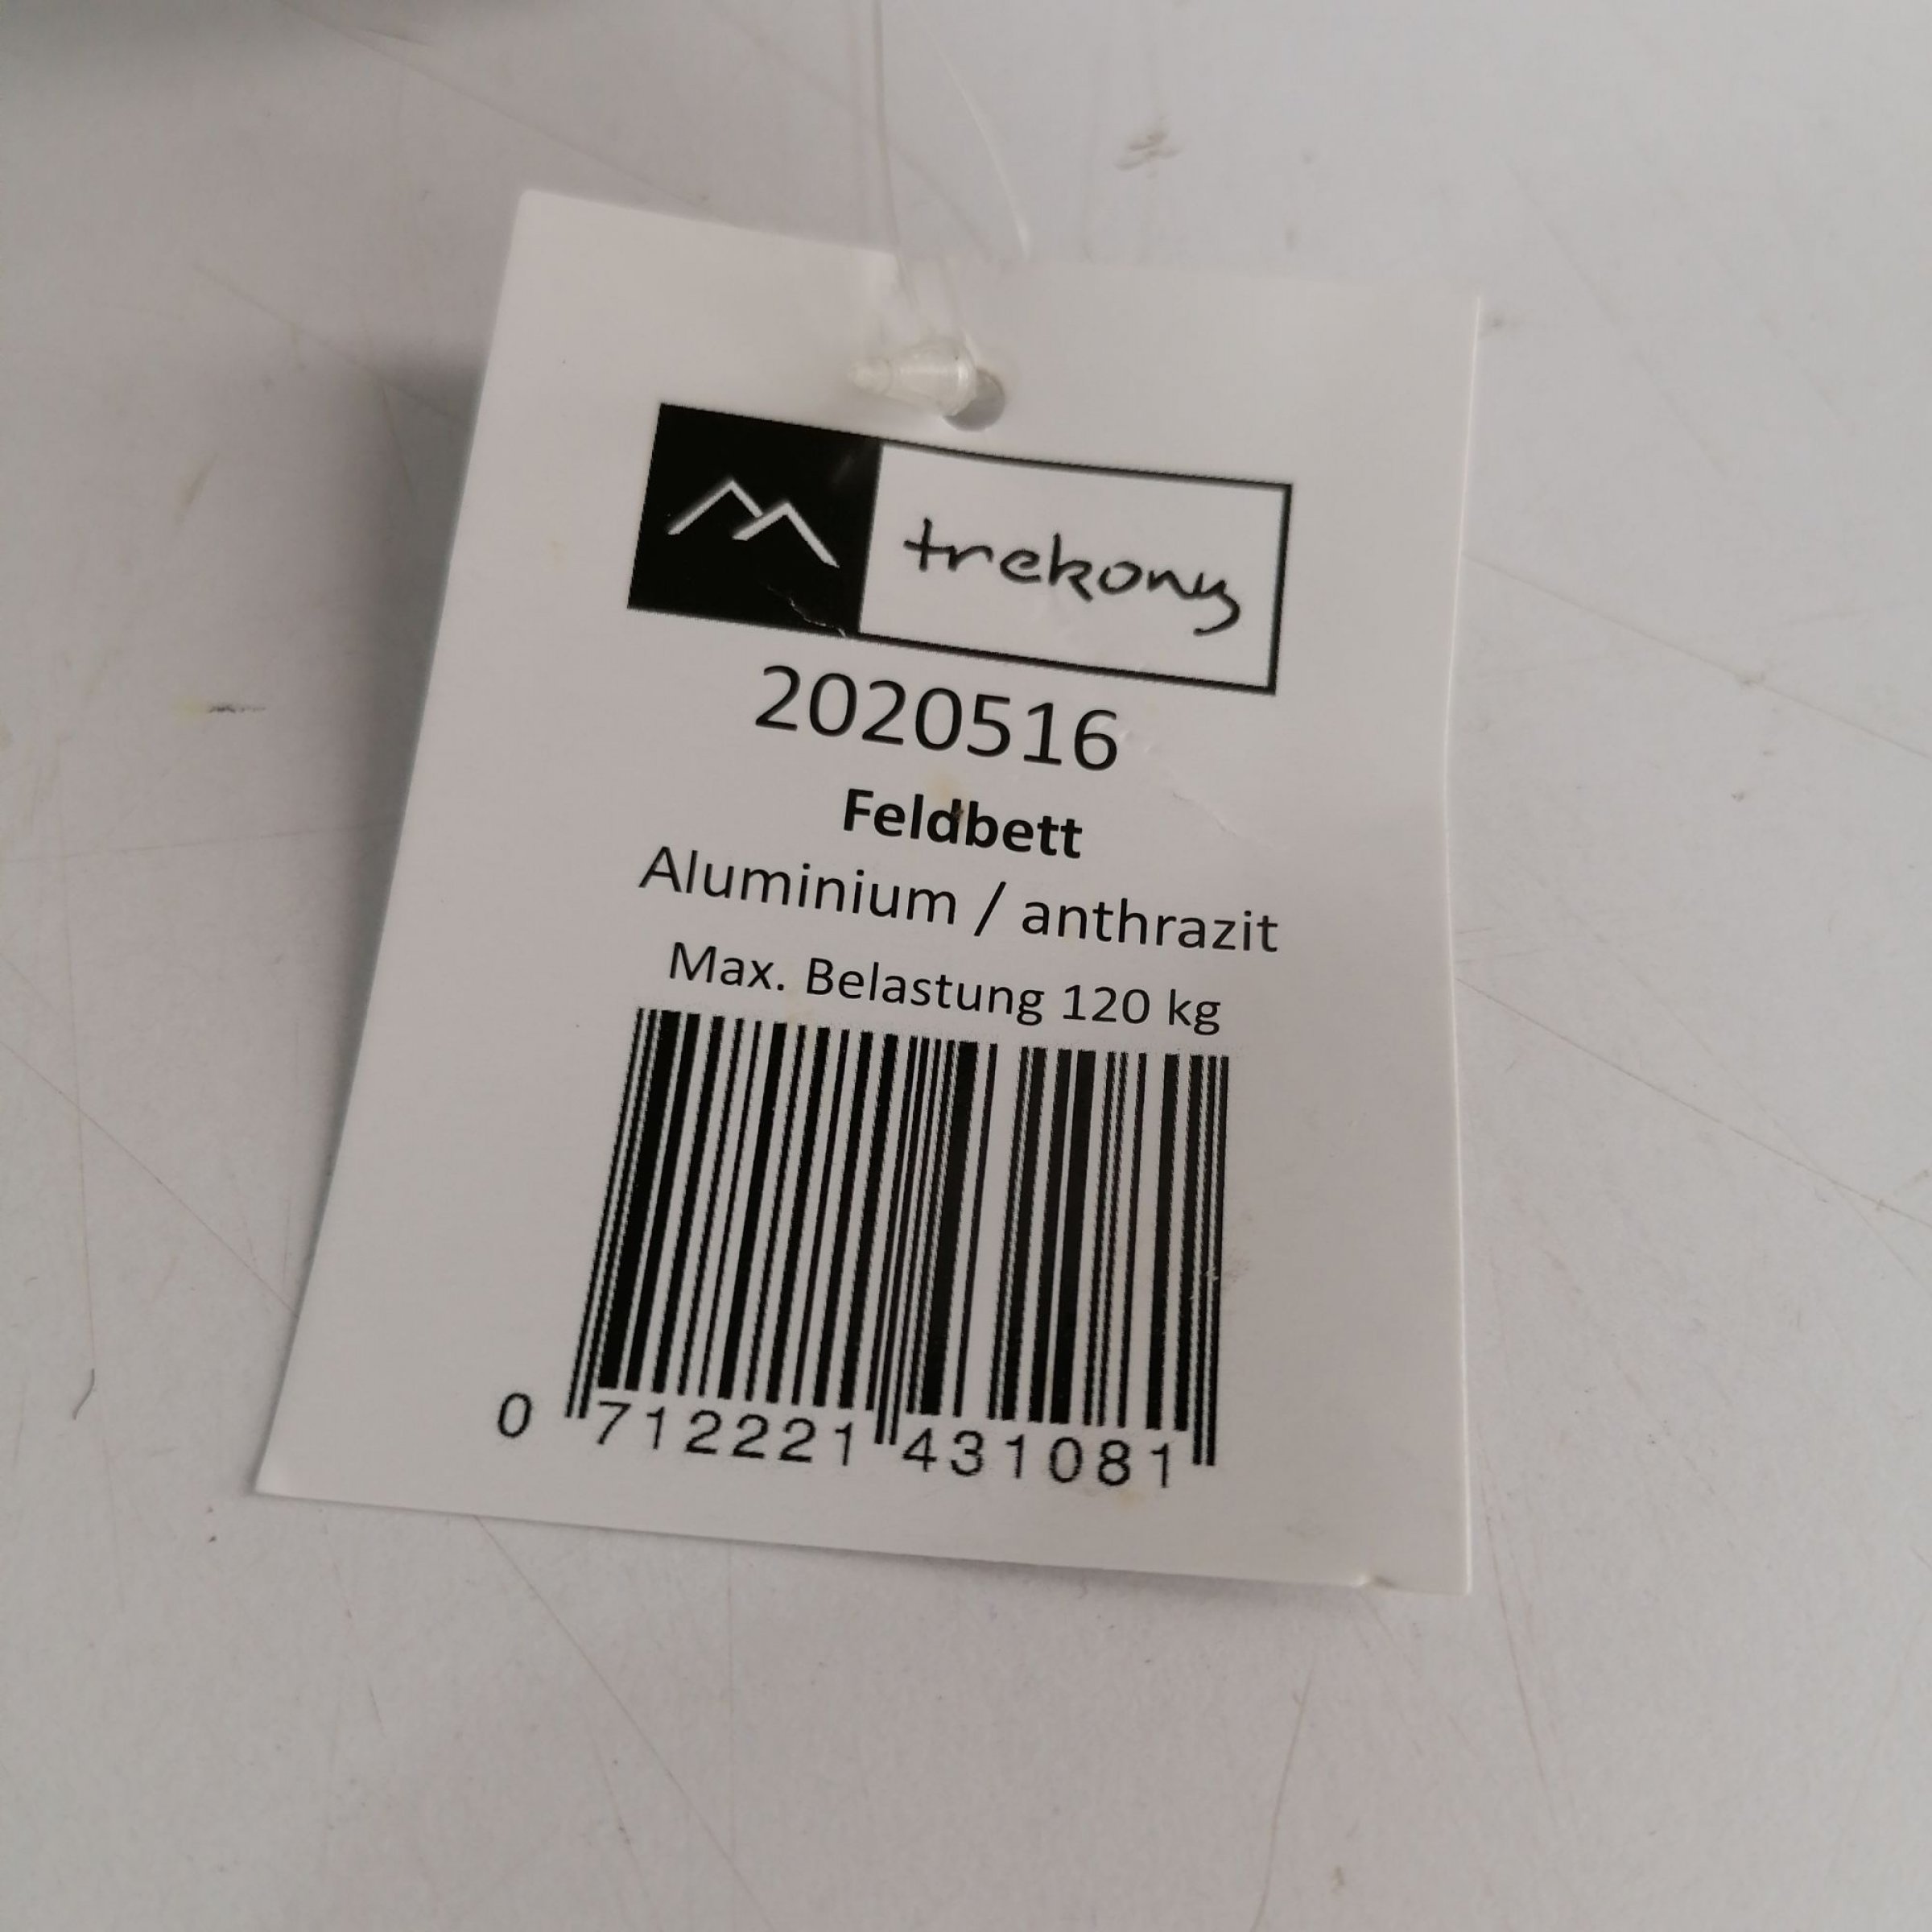 trekony
2020516
Feldbett
Aluminium / anthrazit
Max. Belastung 120 kg
0 712221 431081